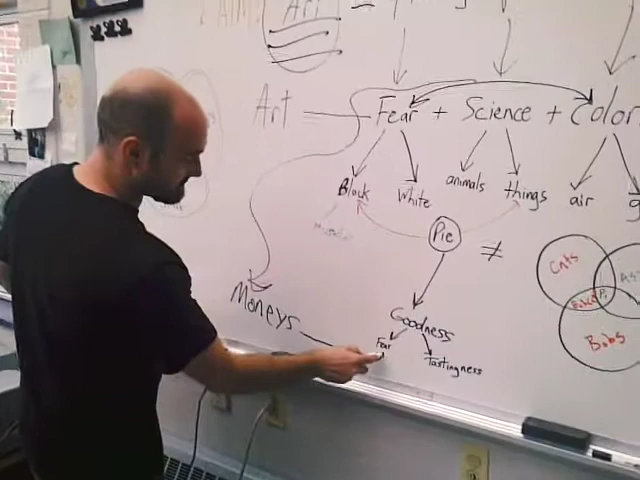 Art
Art — Fear + Science + Color
Black White animals things air
Pie ≠
Cats
Moneys Goodness
Bobs
Fear Tastingness